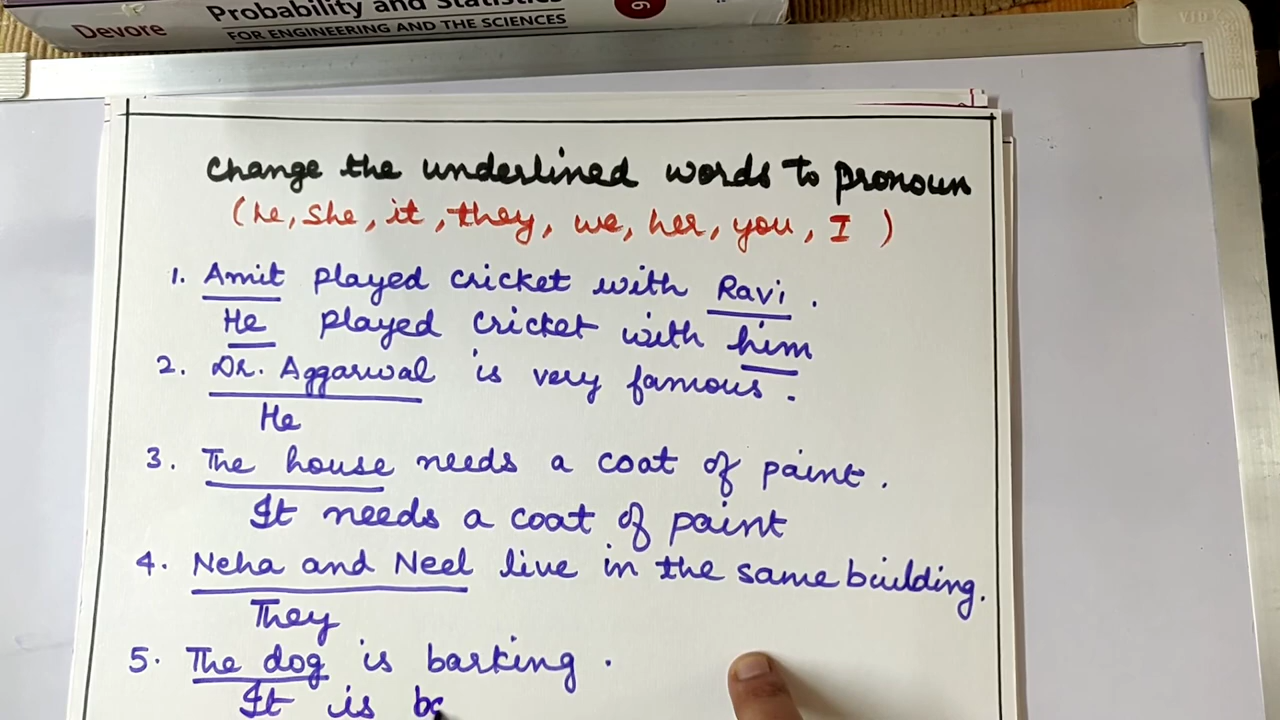 Devore
Probability and Statistics
FOR ENGINEERING AND THE SCIENCES
9
VIP
Change the underlined words to pronoun
(he, she, it, they, we, her, you, I)
1. Amit played cricket with Ravi.
He played cricket with him
2. Dr. Aggarwal is very famous.
He
3. The house needs a coat of paint.
It needs a coat of paint
4. Neha and Neel live in the same building.
They
5. The dog is barking.
It is ba